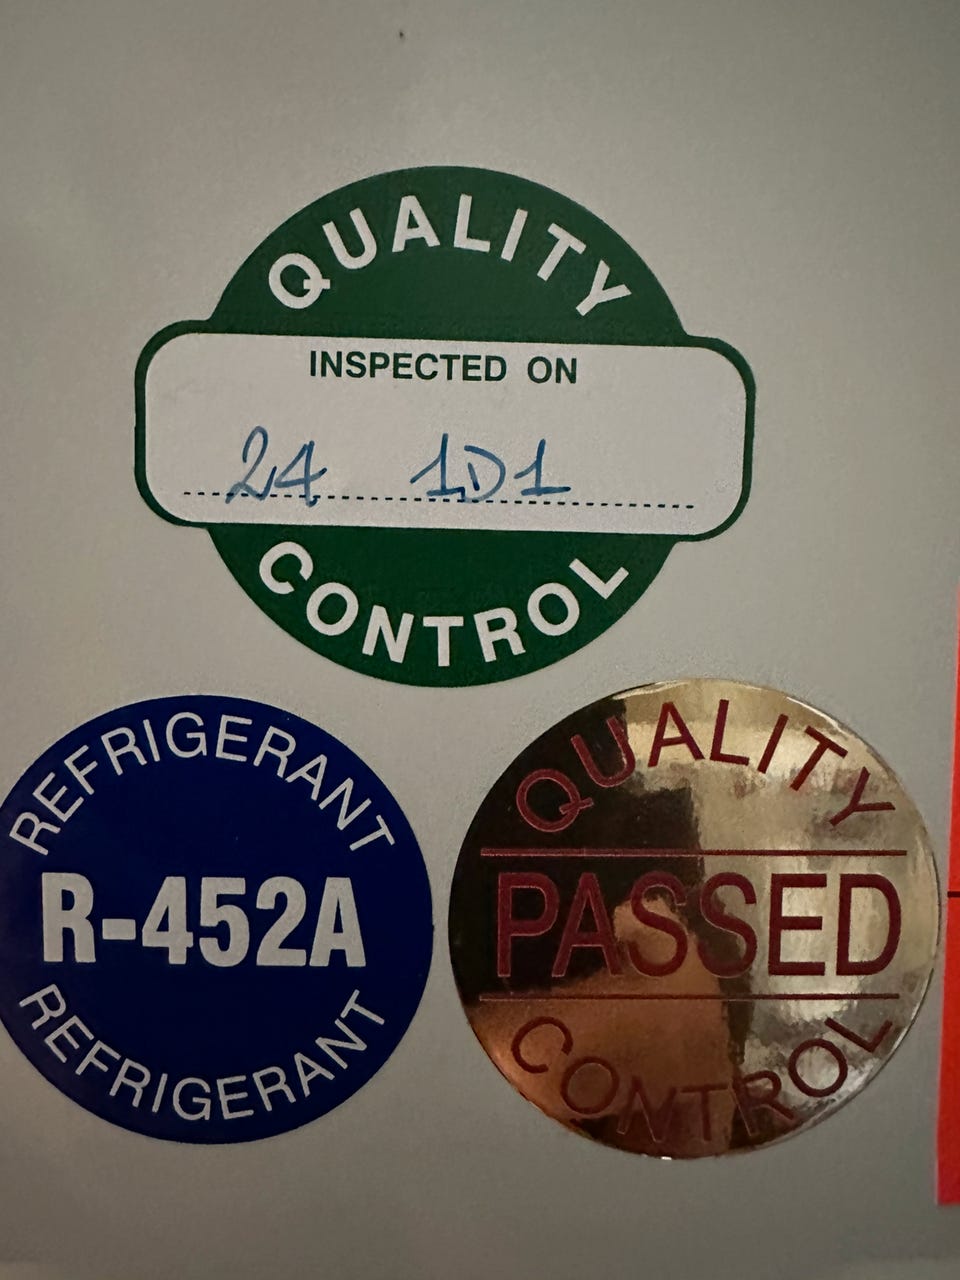 QUALITY
INSPECTED ON
24 1D1
CONTROL
REFRIGERANT
R-452A
REFRIGERANT
QUALITY
PASSED
CONTROL